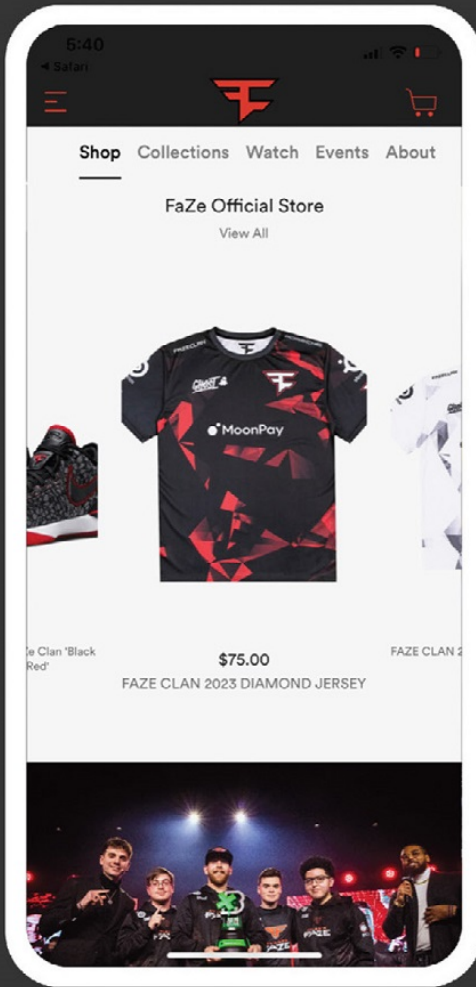 5:40
◀ Safari
Shop Collections Watch Events About
FaZe Official Store
View All
MoonPay
e Clan 'Black
Red'
$75.00
FAZE CLAN 2023 DIAMOND JERSEY
FAZE CLAN 2
FAZE